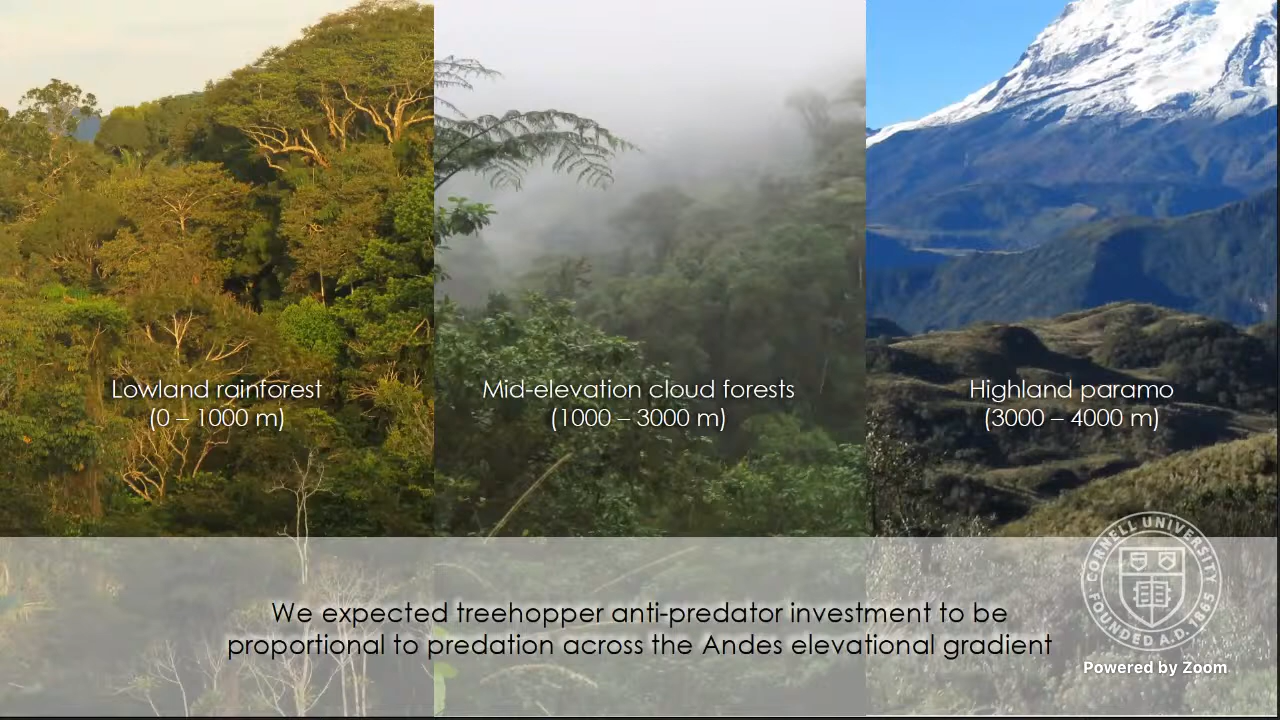 Lowland rainforest
(0 – 1000 m)
Mid-elevation cloud forests
(1000 – 3000 m)
Highland paramo
(3000 – 4000 m)
We expected treehopper anti-predator investment to be
proportional to predation across the Andes elevational gradient
CORNELL UNIVERSITY
FOUNDED A.D. 1865
Powered by Zoom